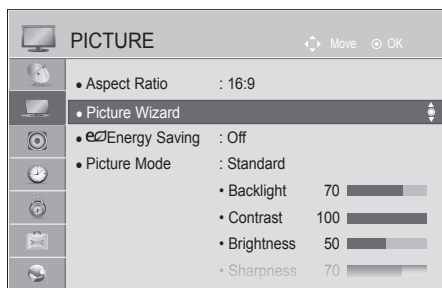 PICTURE
Move OK
• Aspect Ratio : 16:9
• Picture Wizard
• Energy Saving : Off
• Picture Mode : Standard
• Backlight 70
• Contrast 100
• Brightness 50
• Sharpness 70